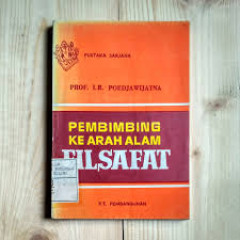 PUSTAKA SARJANA
PROF. I.R. POEDJAWIJATNA
PEMBIMBING
KE ARAH ALAM
FILSAFAT
P.T. PEMBANGUNAN